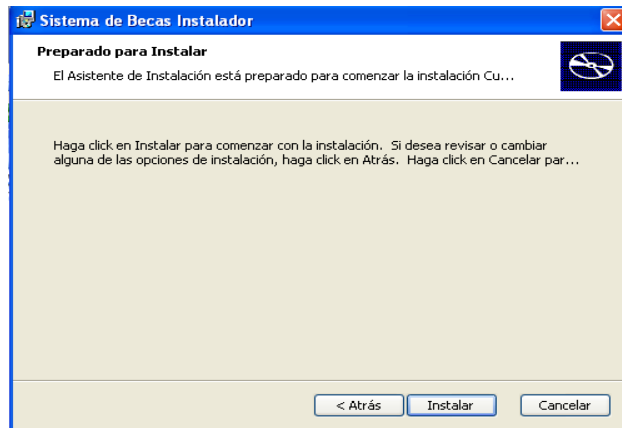 Sistema de Becas Instalador
Preparado para Instalar
El Asistente de Instalación está preparado para comenzar la instalación Cu...
Haga click en Instalar para comenzar con la instalación.  Si desea revisar o cambiar
alguna de las opciones de instalación, haga click en Atrás.  Haga click en Cancelar par...
< Atrás
Instalar
Cancelar